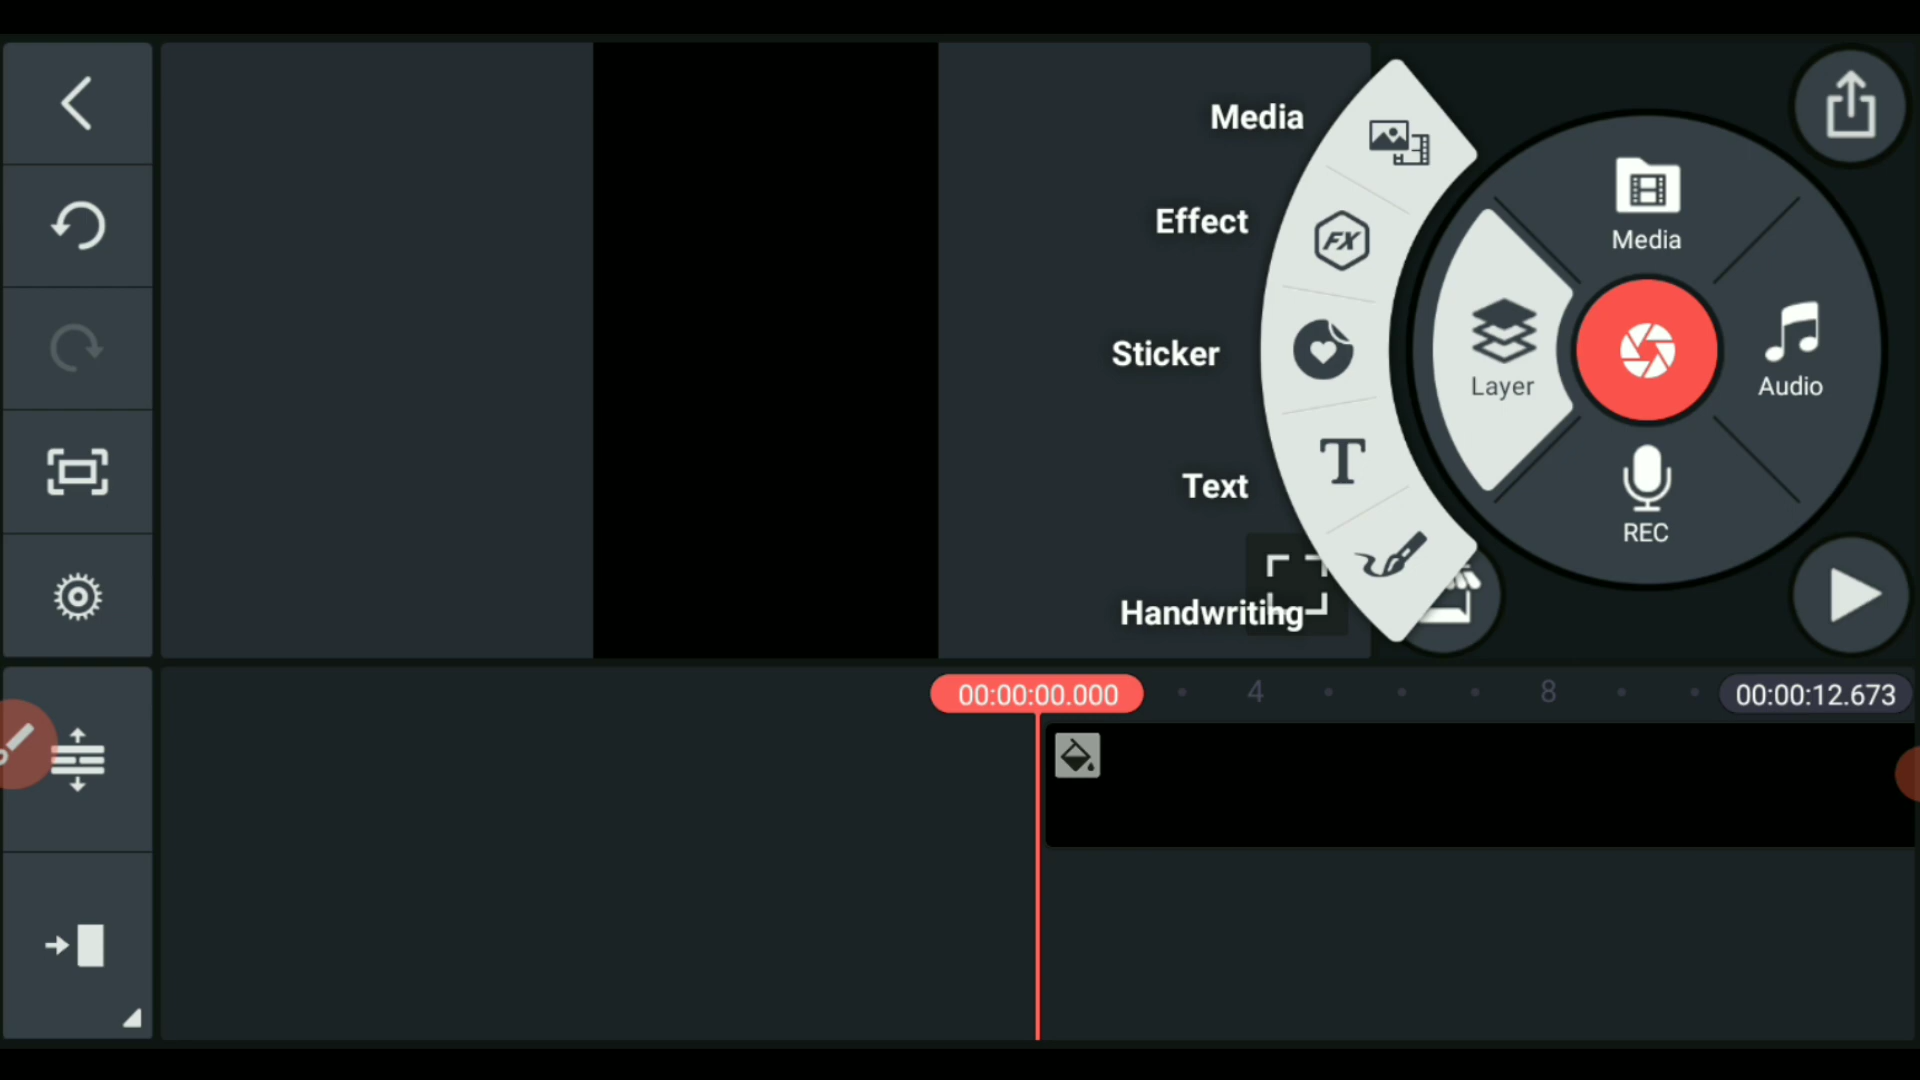 Media
Effect
Sticker
Text
Handwriting
Media
Layer
Audio
REC
FX
T
00:00:00.000
4
8
00:00:12.673